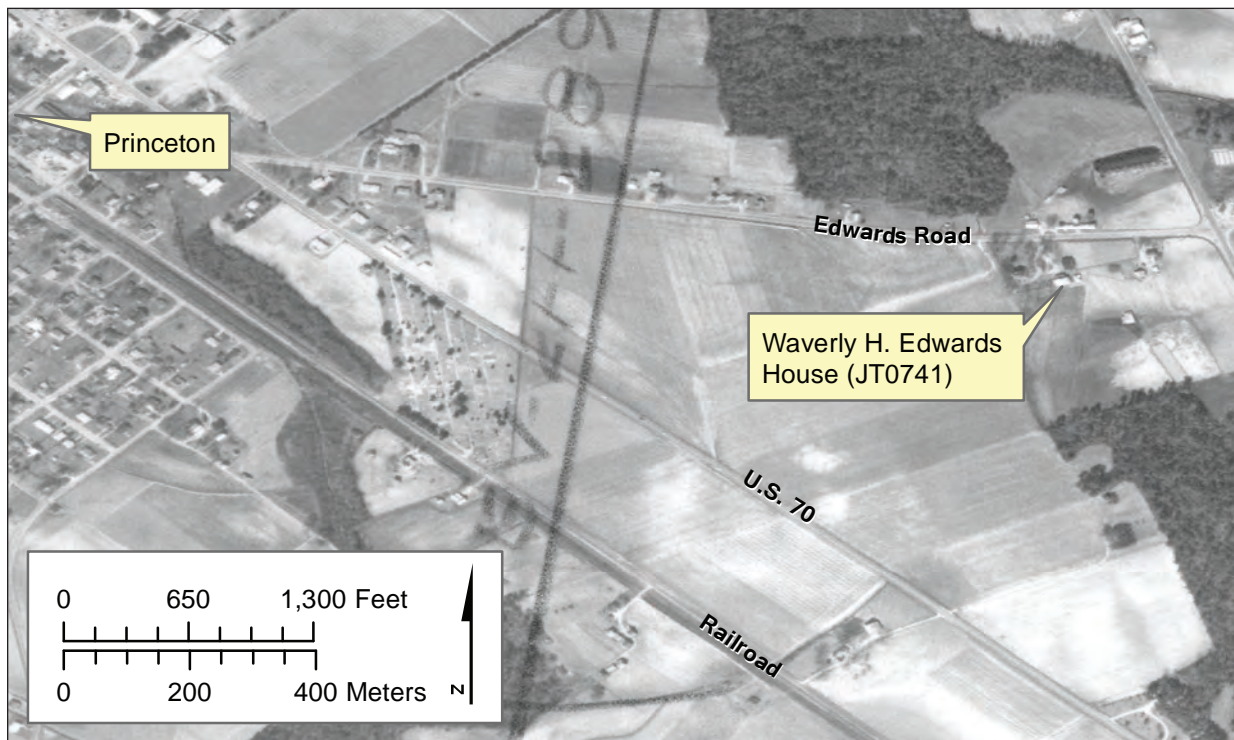 Princeton
Edwards Road
Waverly H. Edwards
House (JT0741)
U.S. 70
Railroad
0 650 1,300 Feet
0 200 400 Meters
N